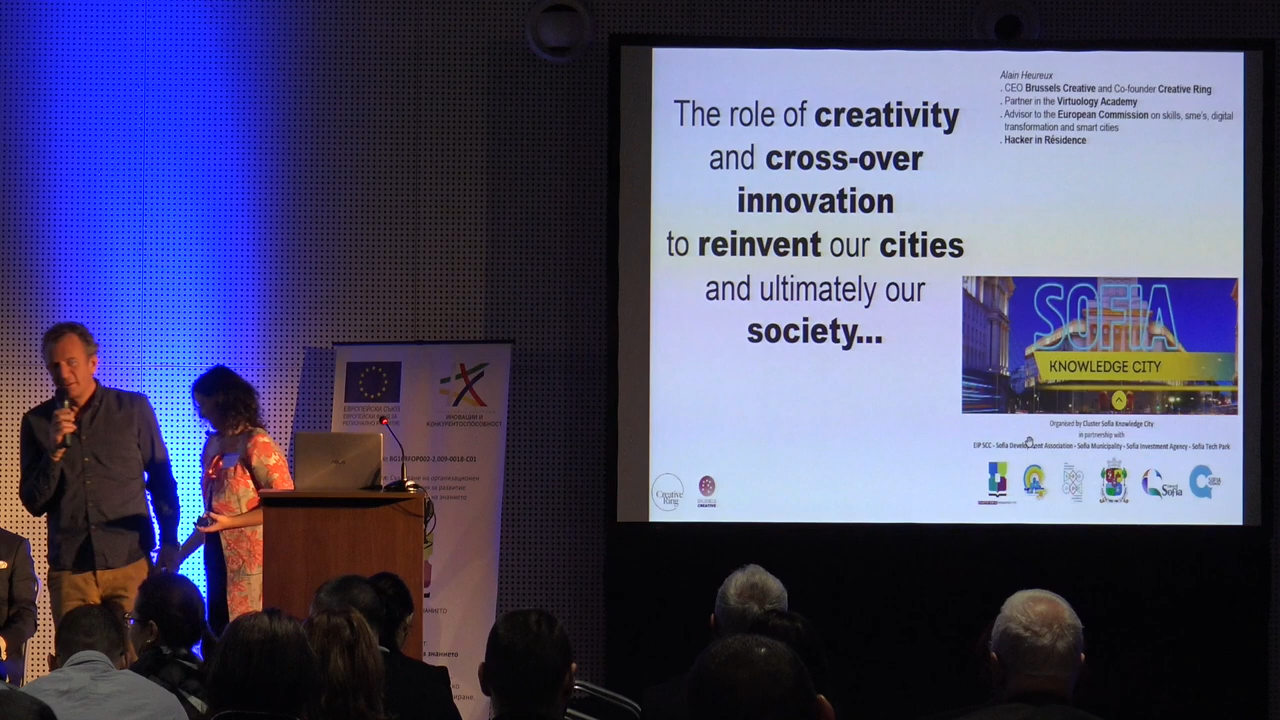 The role of creativity
and cross-over
innovation
to reinvent our cities
and ultimately our
society...
Alain Heureux
. CEO Brussels Creative and Co-founder Creative Ring
. Partner in the Virtuology Academy
. Advisor to the European Commission on skills, sme's, digital
transformation and smart cities
. Hacker in Résidence
SOFIA
KNOWLEDGE CITY
Organised by Cluster Sofia Knowledge City
in partnership with
EIP SCC - Sofia Development Association - Sofia Municipality - Sofia Investment Agency - Sofia Tech Park
Creative
Ring
BRUSSELS
CREATIVE
Sofia
ЕВРОПЕЙСКИ СЪЮЗ
ИНОВАЦИИ И
КОНКУРЕНТОСПОСОБНОСТ
ASUS